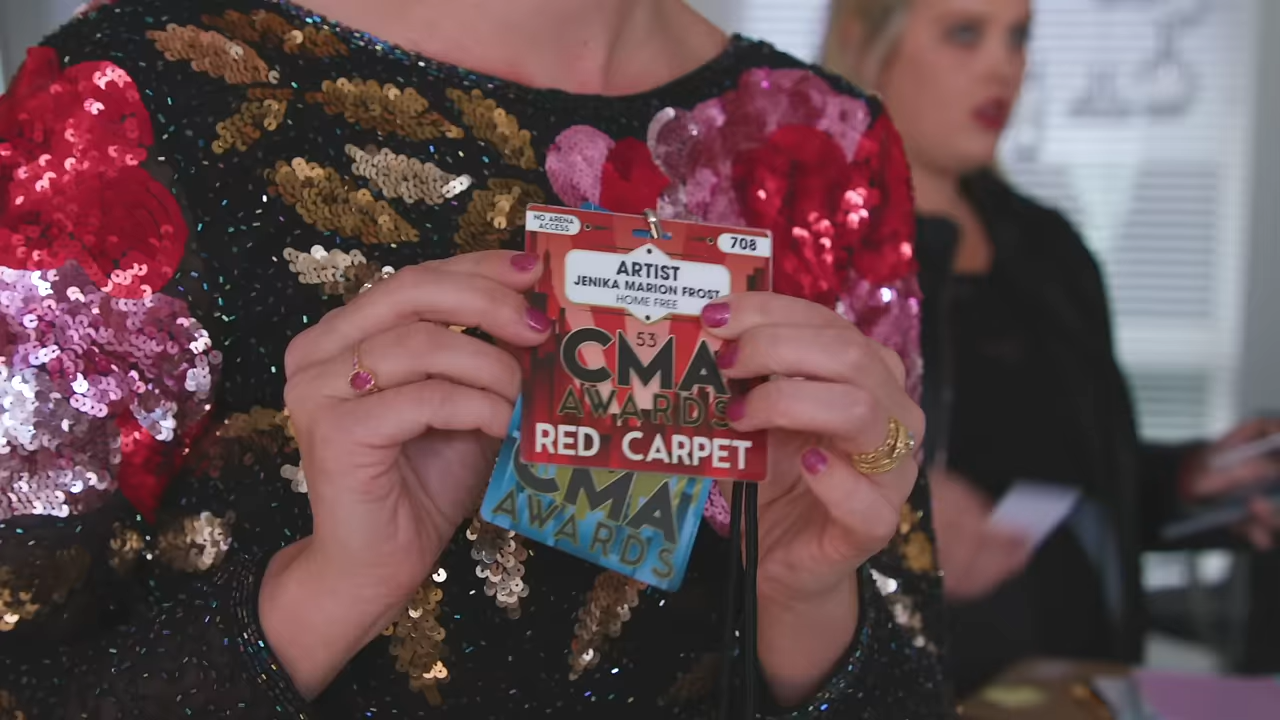 NO ARENA
ACCESS
708
ARTIST
JENIKA MARION FROST
HOME FREE
53
CMA
AWARDS
RED CARPET
CMA
AWARDS